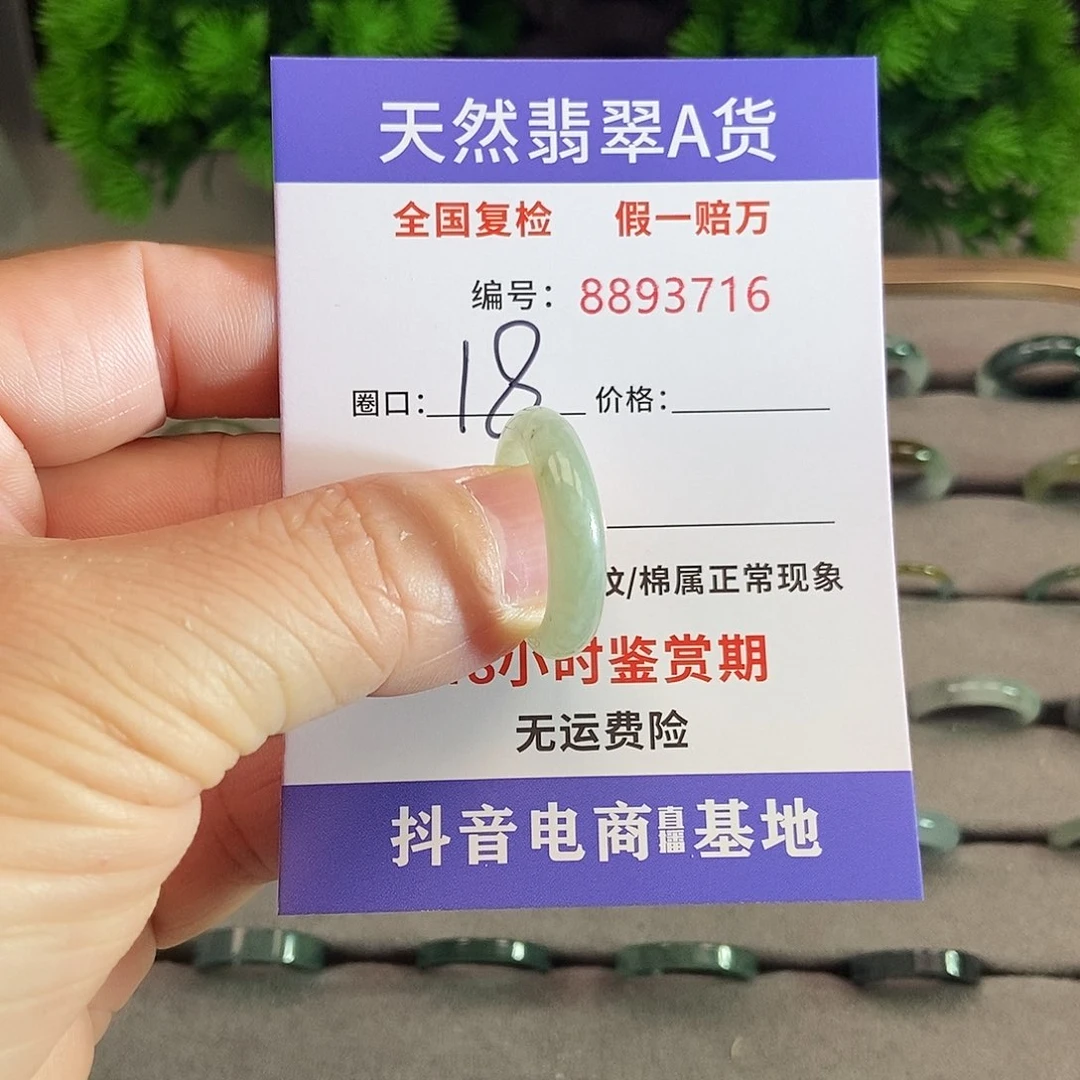 天然翡翠A货
全国复检 假一赔万
编号：8893716
圈口：18 价格：
纹/棉属正常现象
8小时鉴赏期
无运费险
抖音电商直播基地